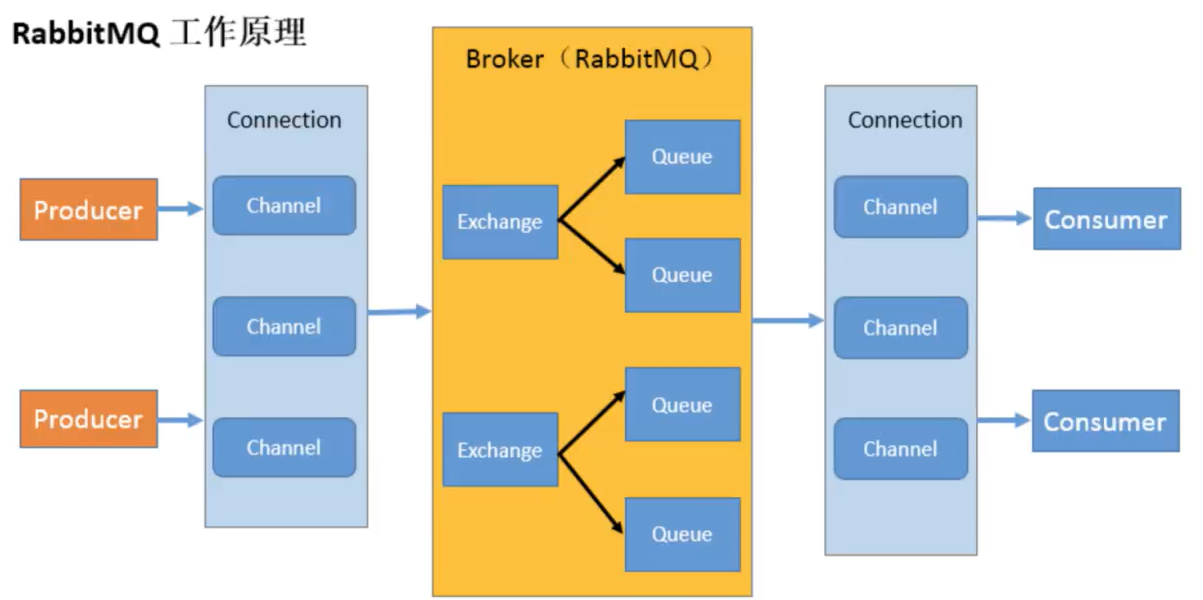 RabbitMQ 工作原理
Broker（RabbitMQ）
Connection
Connection
Producer
Channel
Exchange
Queue
Queue
Channel
Consumer
Channel
Channel
Producer
Channel
Exchange
Queue
Queue
Channel
Consumer